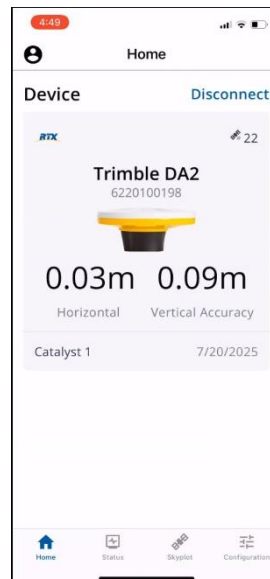 4:49
Home
Device Disconnect
RTX 22
Trimble DA2
6220100198
0.03m 0.09m
Horizontal Vertical Accuracy
Catalyst 1 7/20/2025
Home Status Skyplot Configuration